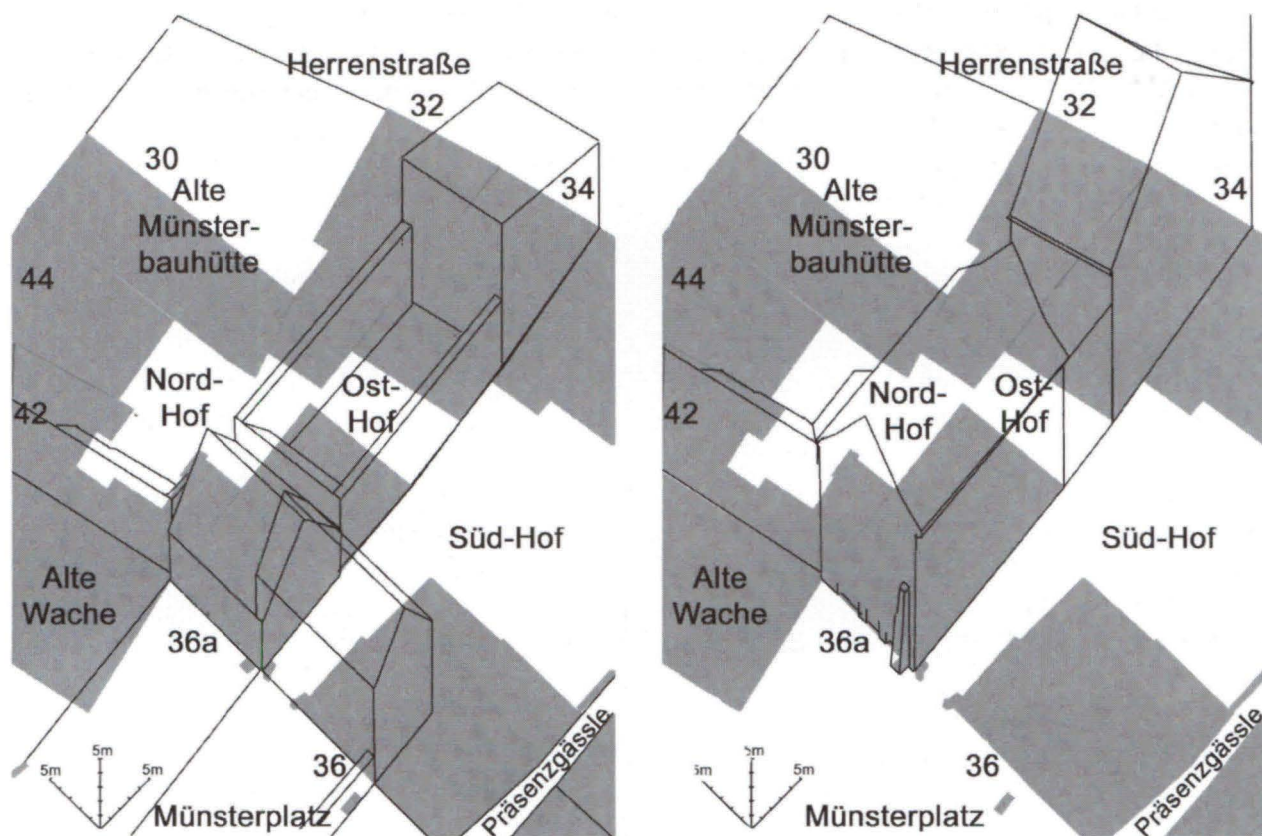 Herrenstraße
32
30
Alte
Münster-
bauhütte
34
44
Nord-
Hof
Ost-
Hof
42
Süd-Hof
Alte
Wache
36a
36
5m
5m
5m
Münsterplatz
Präsenzgässle
Herrenstraße
32
30
Alte
Münster-
bauhütte
34
44
Nord-
Hof
Ost-
Hof
42
Süd-Hof
Alte
Wache
36a
36
5m
5m
5m
Münsterplatz
Präsenzgässle